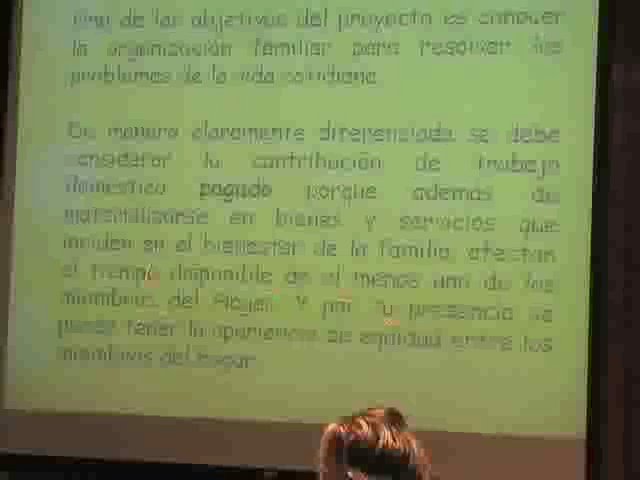 Uno de los objetivos del proyecto es conocer
la organización familiar para resolver los
problemas de la vida cotidiana.
De manera claramente diferenciada se debe
considerar la contribución de trabajo
doméstico pagado porque además de
materializarse en bienes y servicios que
inciden en el bienestar de la familia, afectan
el tiempo disponible de al menos uno de los
miembros del Hogar. Y por su presencia se
puede tener la apariencia de equidad entre los
miembros del hogar.